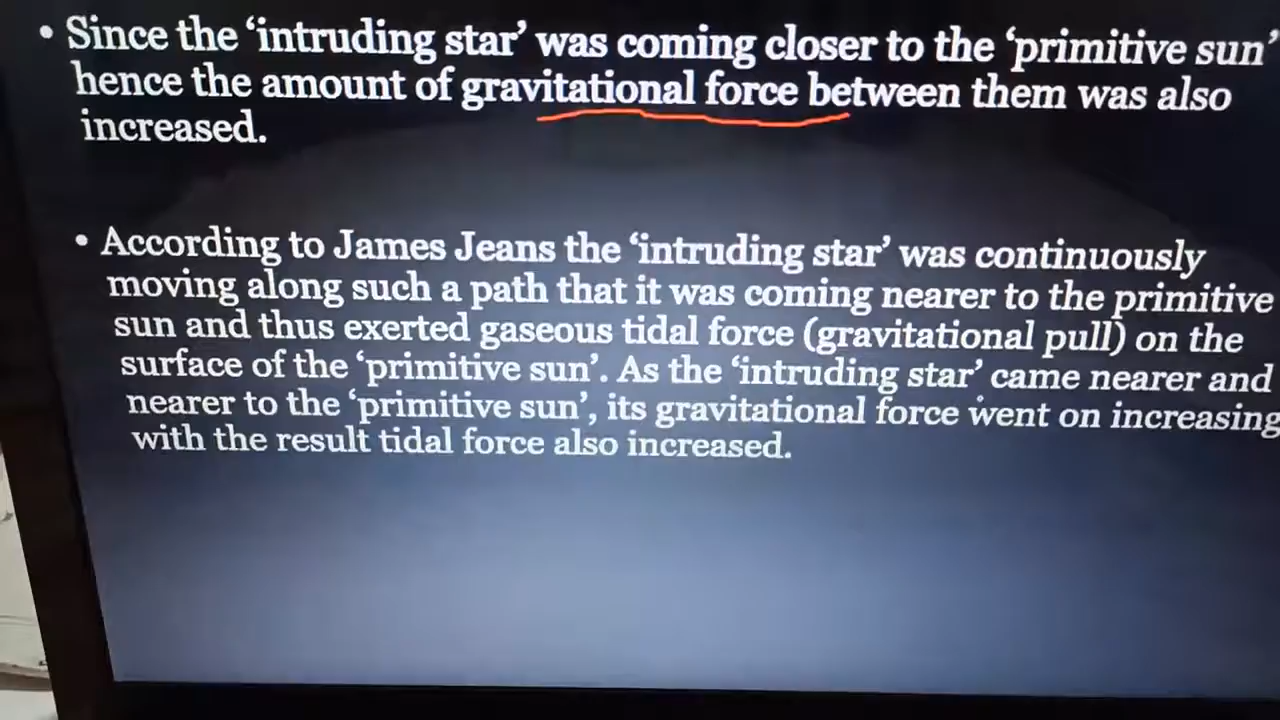 • Since the ‘intruding star’ was coming closer to the ‘primitive sun’
hence the amount of gravitational force between them was also
increased.
• According to James Jeans the ‘intruding star’ was continuously
moving along such a path that it was coming nearer to the primitive
sun and thus exerted gaseous tidal force (gravitational pull) on the
surface of the ‘primitive sun’. As the ‘intruding star’ came nearer and
nearer to the ‘primitive sun’, its gravitational force went on increasing
with the result tidal force also increased.